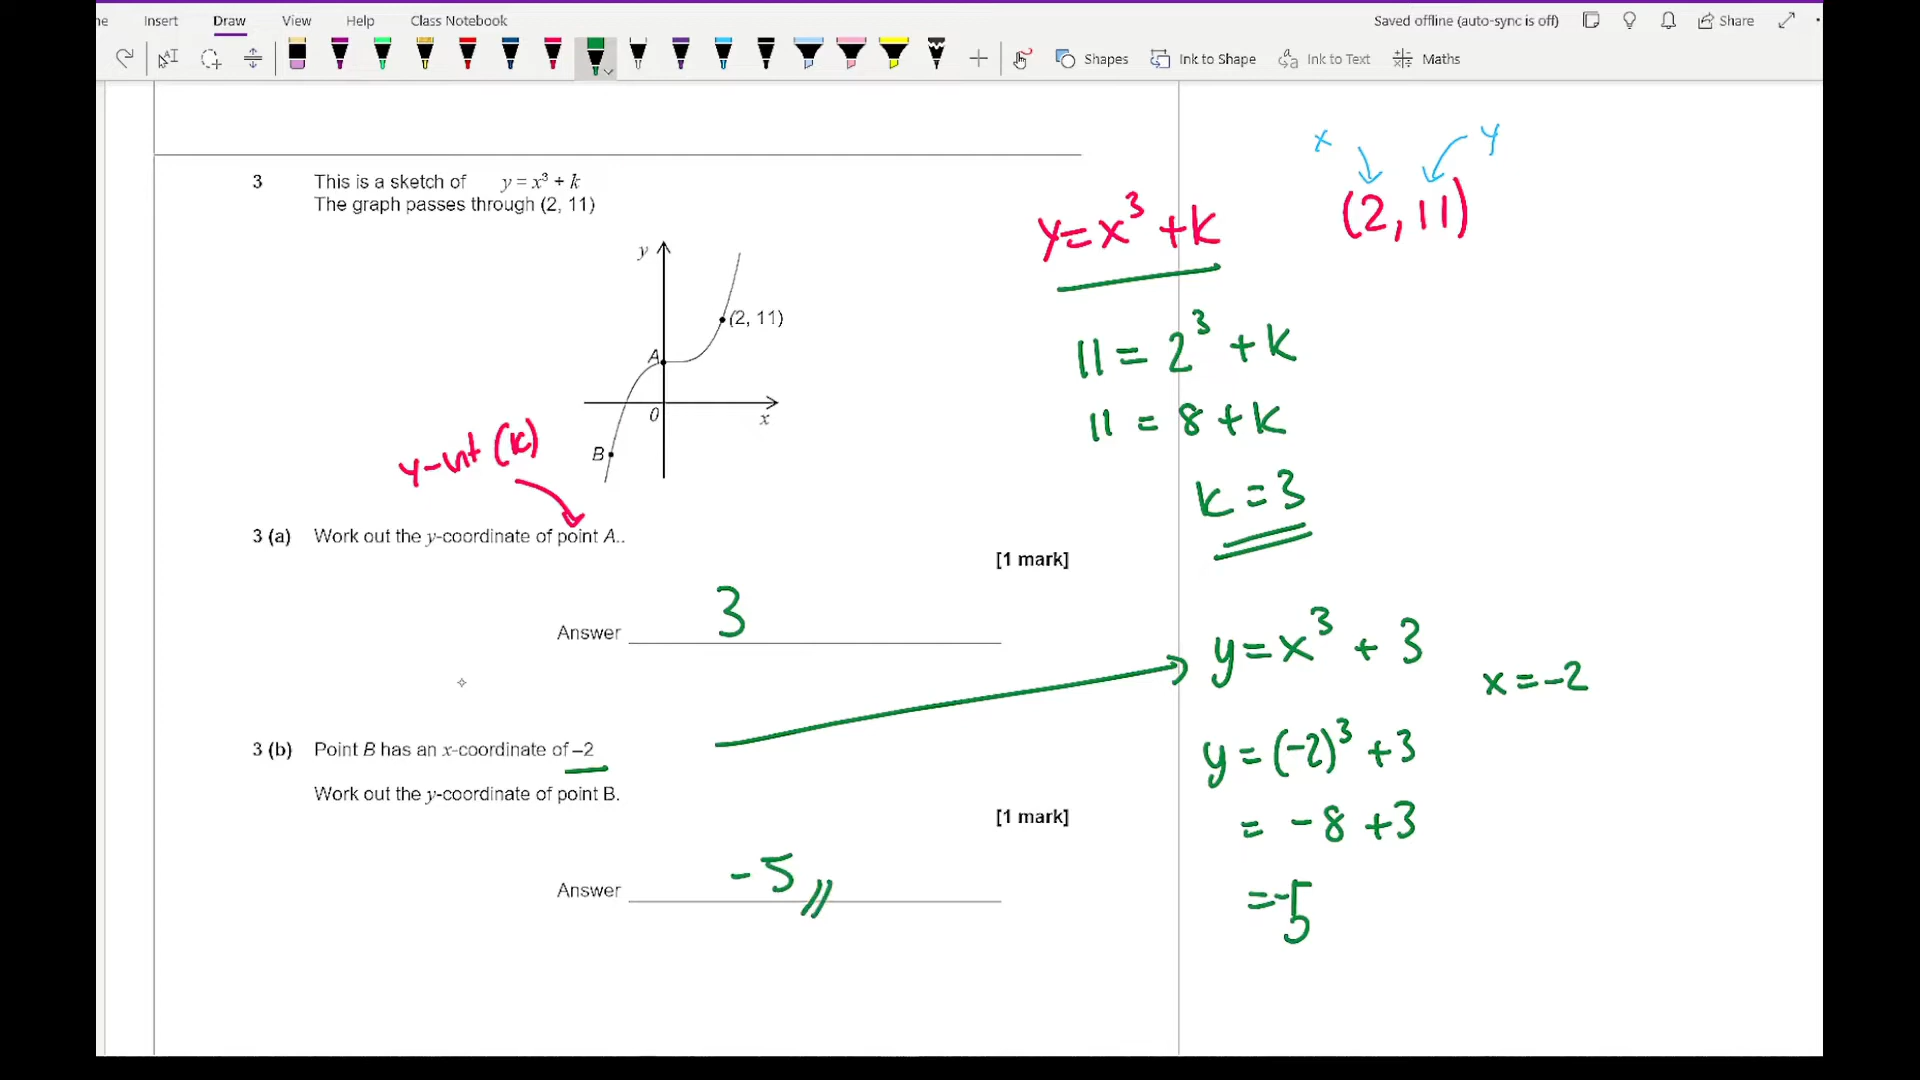 Insert Draw View Help Class Notebook Saved offline (auto-sync is off) Share
Shapes Ink to Shape Ink to Text Maths
3 This is a sketch of y = x³ + k
The graph passes through (2, 11)
y
(2, 11)
A
0
x
B
y-int (k)
3 (a) Work out the y-coordinate of point A..
[1 mark]
3
Answer
3 (b) Point B has an x-coordinate of –2
Work out the y-coordinate of point B.
[1 mark]
-5
Answer
x y
(2, 11)
y=x³ +k
11 = 2³ +k
11 = 8 +k
k =3
y=x³ + 3
x=-2
y = (-2)³ +3
= -8 +3
=-5